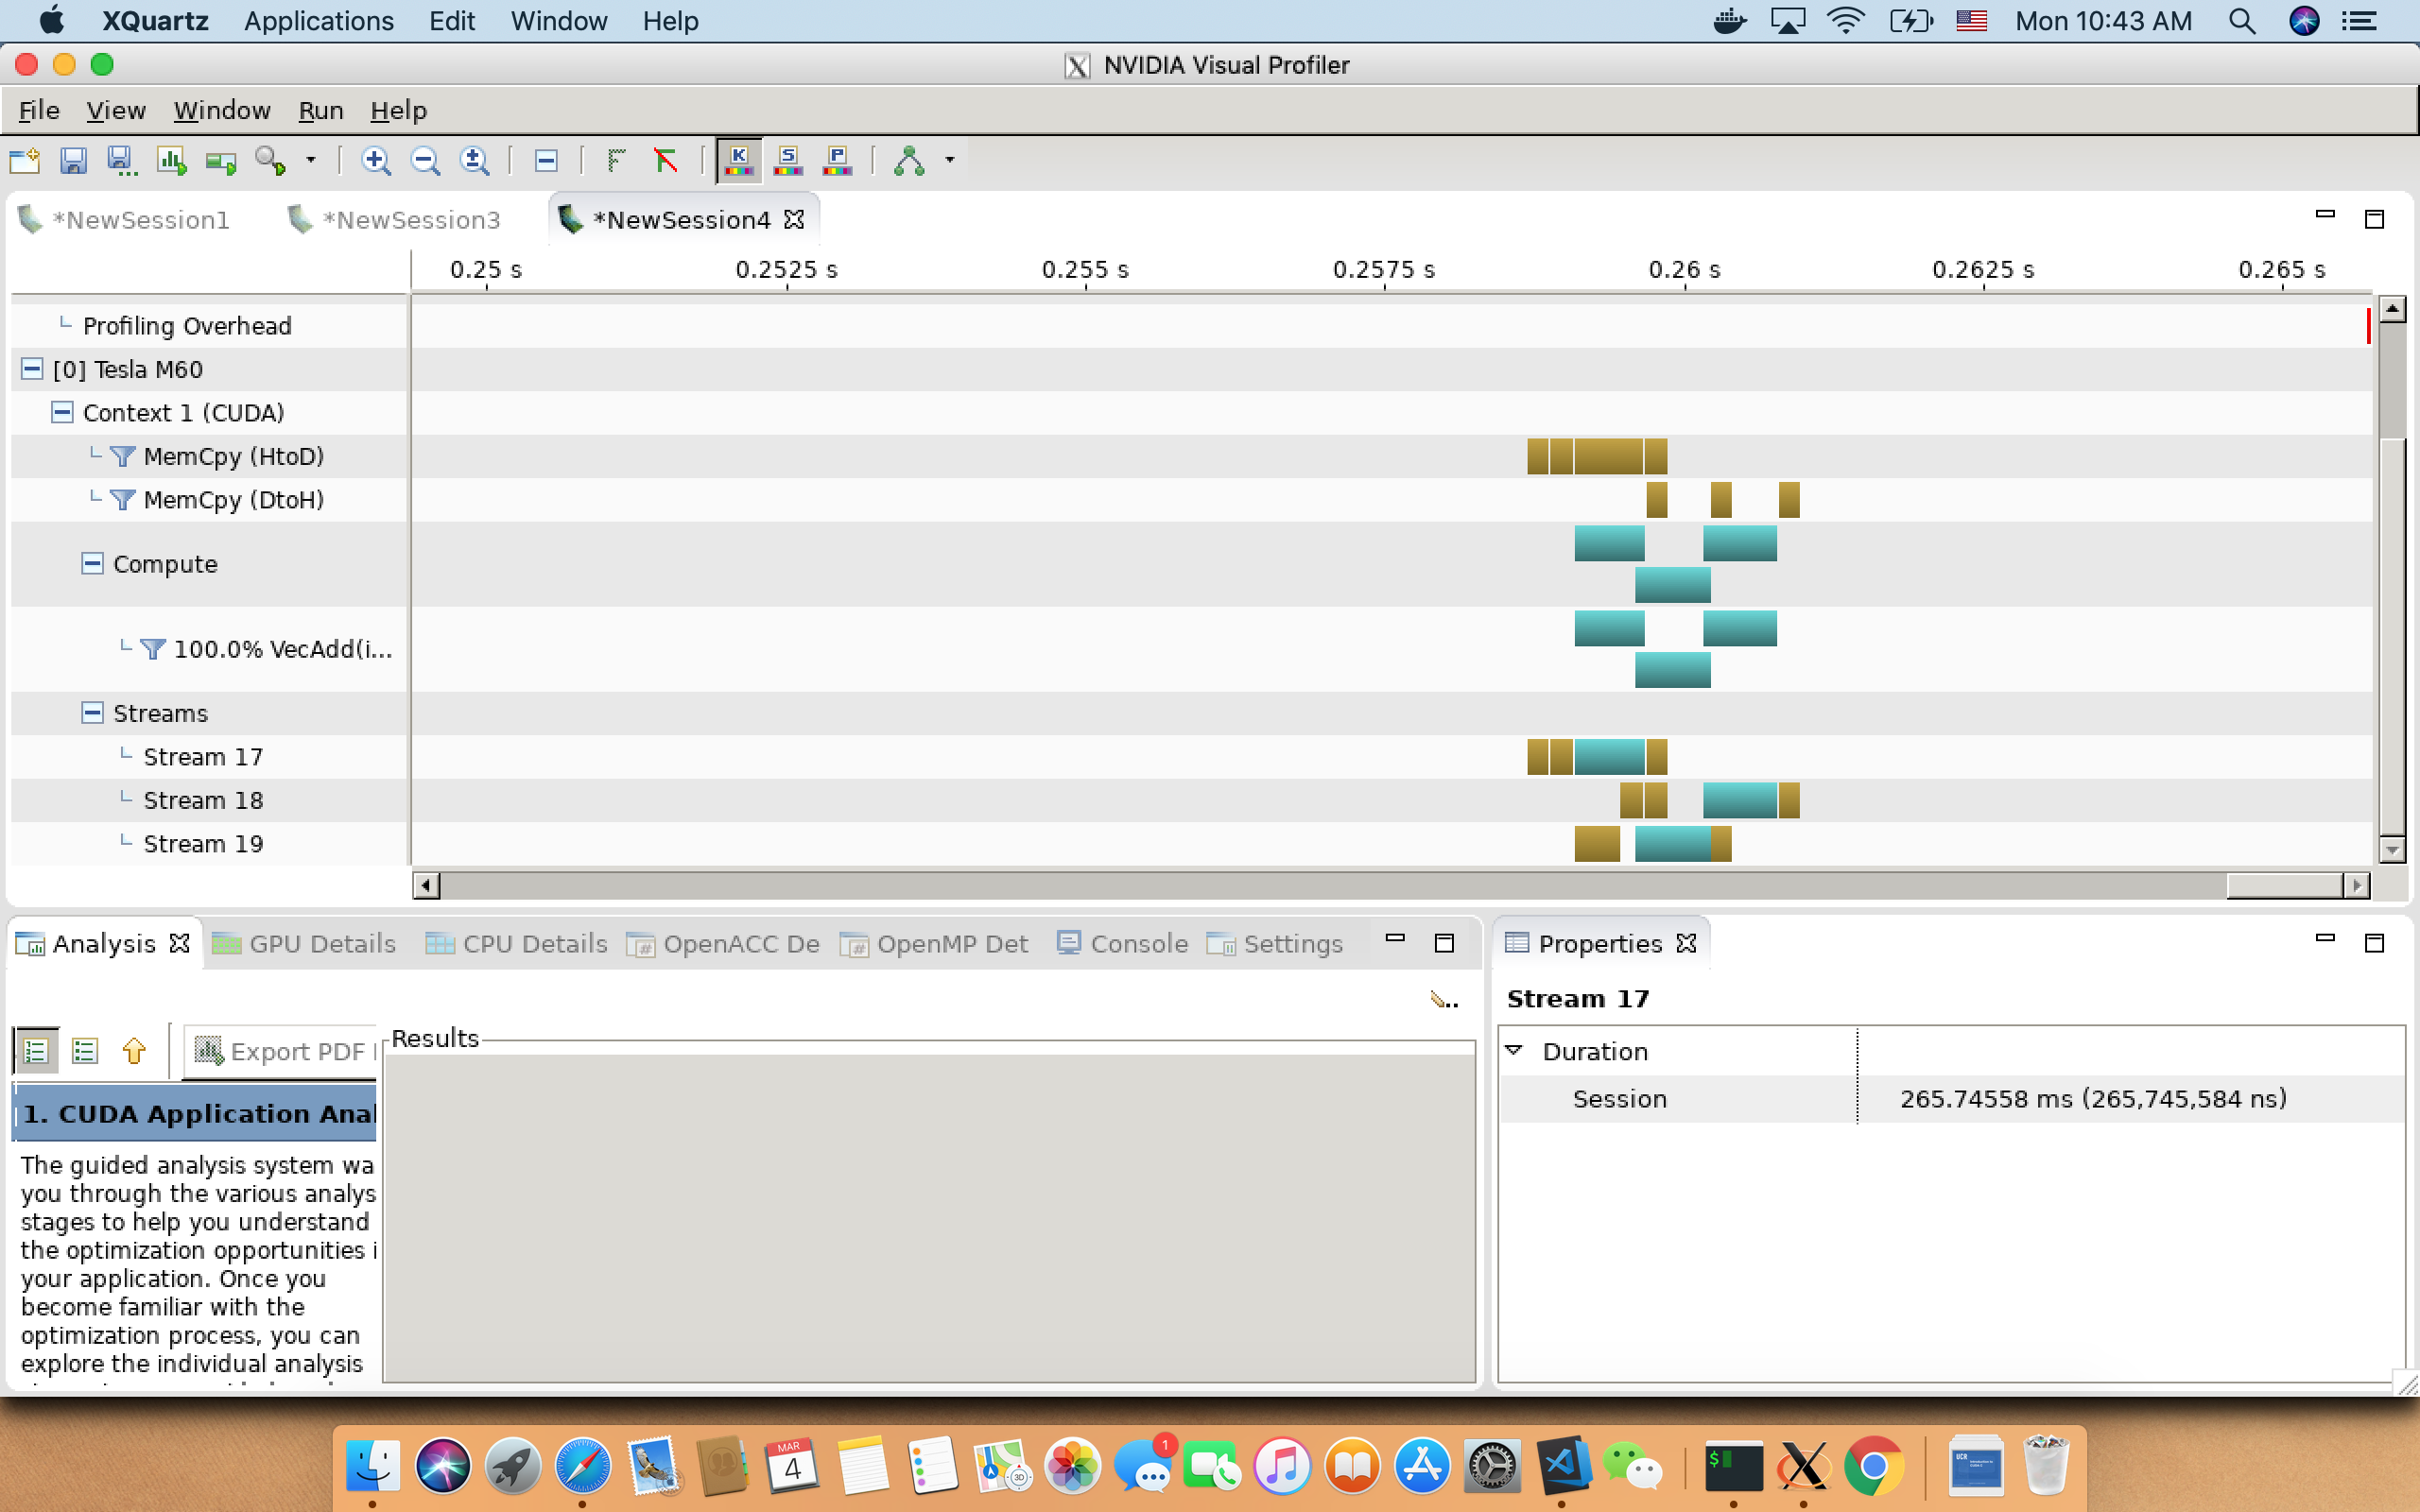 XQuartz Applications Edit Window Help Mon 10:43 AM
X NVIDIA Visual Profiler
File View Window Run Help
F F K S P
*NewSession1 *NewSession3 *NewSession4
0.25 s 0.2525 s 0.255 s 0.2575 s 0.26 s 0.2625 s 0.265 s
Profiling Overhead
[0] Tesla M60
Context 1 (CUDA)
MemCpy (HtoD)
MemCpy (DtoH)
Compute
100.0% VecAdd(i...
Streams
Stream 17
Stream 18
Stream 19
Analysis GPU Details CPU Details OpenACC De OpenMP Det Console Settings
Properties
Stream 17
Duration
Session 265.74558 ms (265,745,584 ns)
Export PDF
Results
1. CUDA Application Anal
The guided analysis system wa
you through the various analys
stages to help you understand
the optimization opportunities i
your application. Once you
become familiar with the
optimization process, you can
explore the individual analysis
MAR
4
3D
1
$
X
UCR